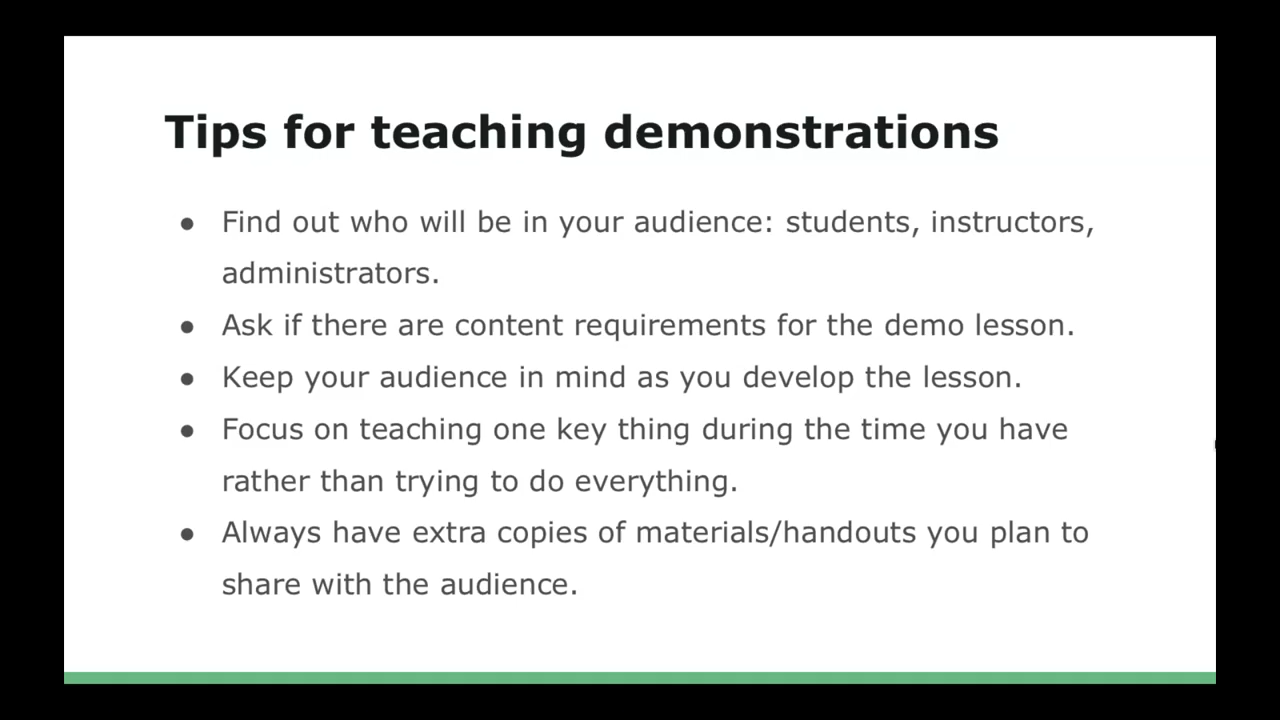 Tips for teaching demonstrations
● Find out who will be in your audience: students, instructors,
administrators.
● Ask if there are content requirements for the demo lesson.
● Keep your audience in mind as you develop the lesson.
● Focus on teaching one key thing during the time you have
rather than trying to do everything.
● Always have extra copies of materials/handouts you plan to
share with the audience.